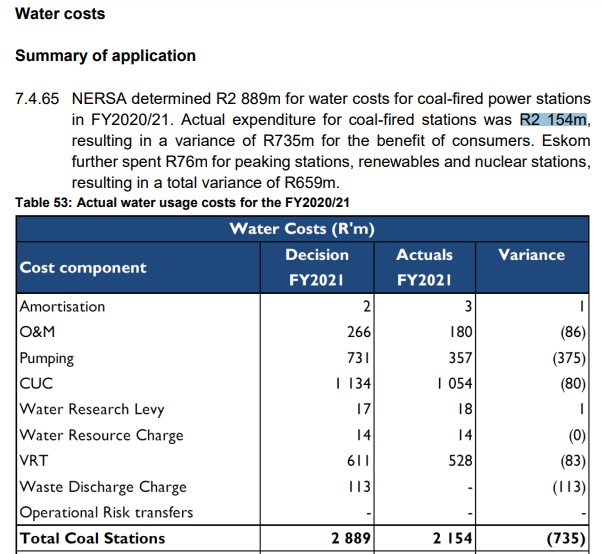 Water costs
Summary of application
7.4.65 NERSA determined R2 889m for water costs for coal-fired power stations
in FY2020/21. Actual expenditure for coal-fired stations was R2 154m,
resulting in a variance of R735m for the benefit of consumers. Eskom
further spent R76m for peaking stations, renewables and nuclear stations,
resulting in a total variance of R659m.
Table 53: Actual water usage costs for the FY2020/21
Water Costs (R'm)
Cost component Decision FY2021 Actuals FY2021 Variance
Amortisation 2 3 1
O&M 266 180 (86)
Pumping 731 357 (375)
CUC 1 134 1 054 (80)
Water Research Levy 17 18 1
Water Resource Charge 14 14 (0)
VRT 611 528 (83)
Waste Discharge Charge 113 - (113)
Operational Risk transfers - - -
Total Coal Stations 2 889 2 154 (735)